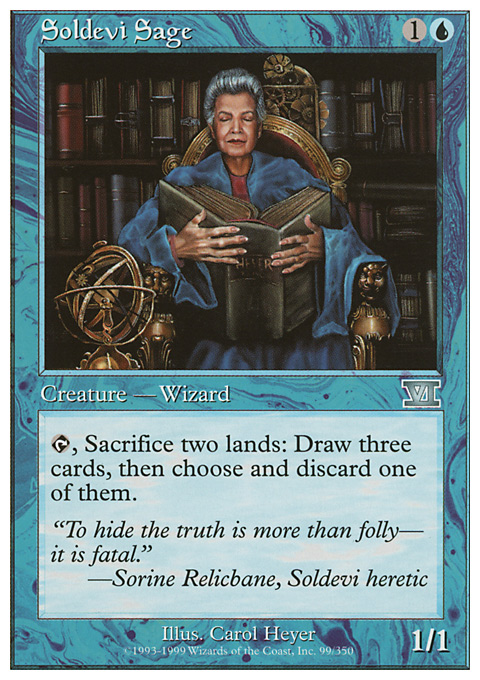 Soldevi Sage 1
HEYER
Creature — Wizard VI
, Sacrifice two lands: Draw three
cards, then choose and discard one
of them.
“To hide the truth is more than folly—
it is fatal.”
—Sorine Relicbane, Soldevi heretic
Illus. Carol Heyer
©1993-1999 Wizards of the Coast, Inc. 99/350
1/1